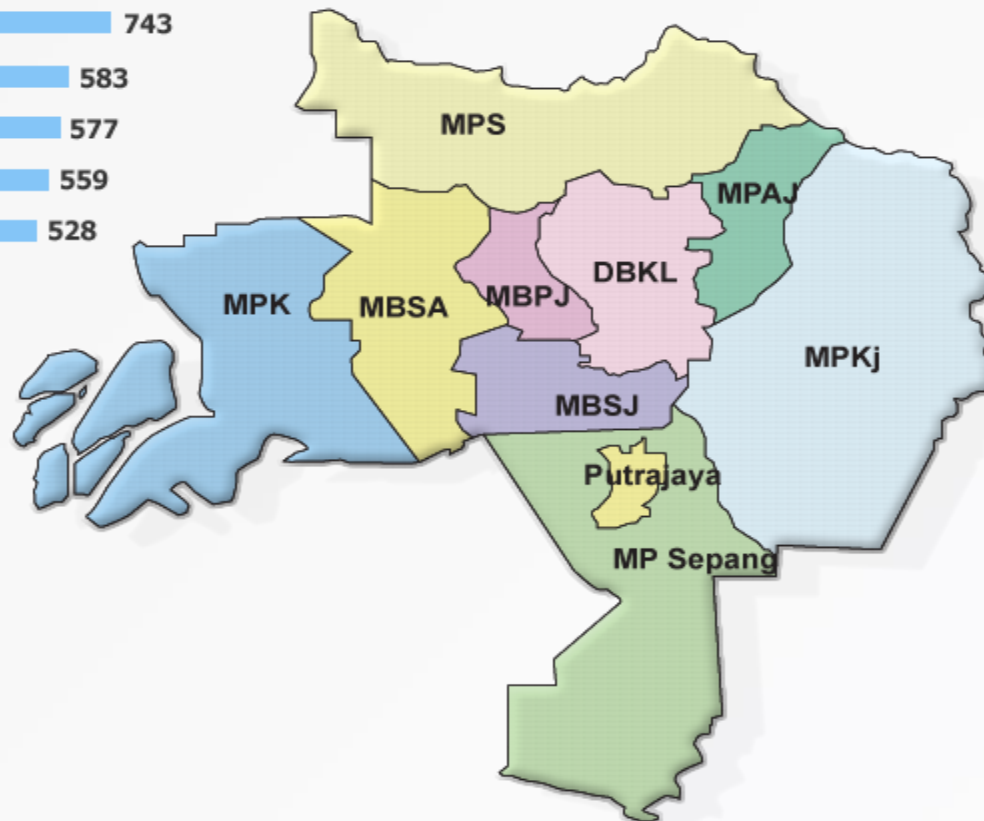 743
583
577
559
528
MPS
MPAJ
DBKL
MBPJ
MPK
MBSA
MPKj
MBSJ
Putrajaya
MP Sepang